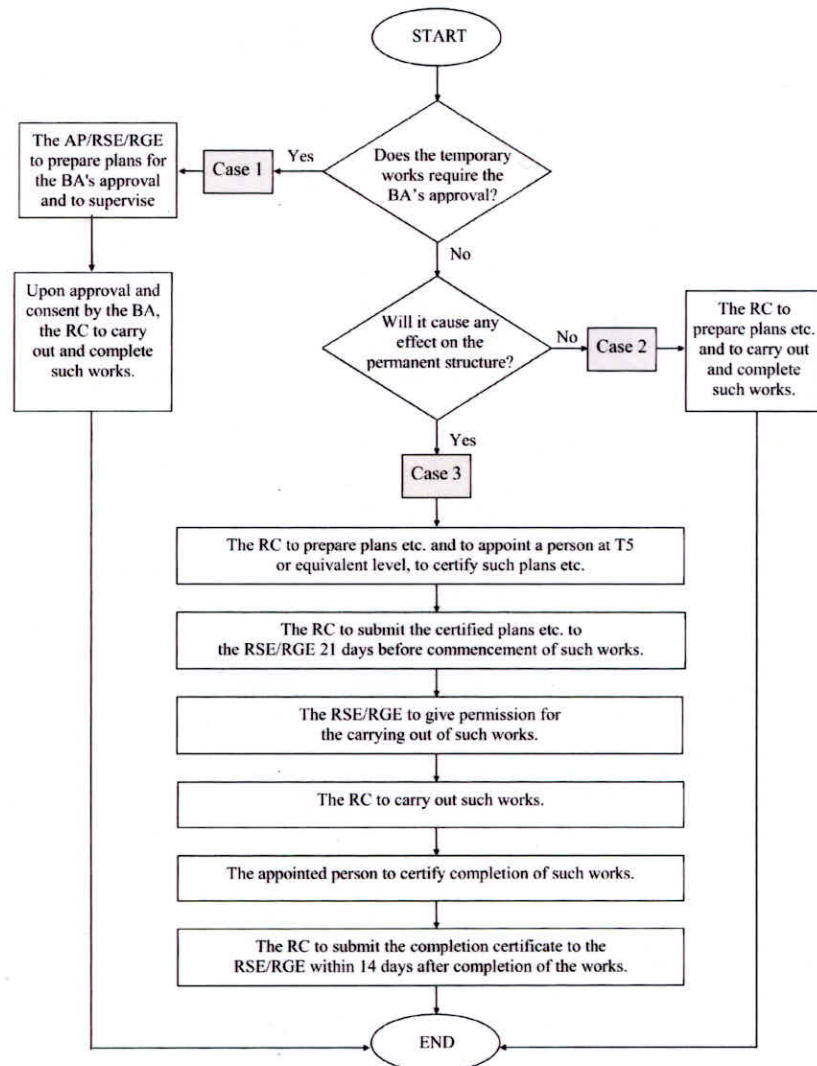 START
Does the temporary
works require the
BA's approval?
Yes
Case 1
The AP/RSE/RGE
to prepare plans for
the BA's approval
and to supervise
Upon approval and
consent by the BA,
the RC to carry
out and complete
such works.
No
Will it cause any
effect on the
permanent structure?
No
Case 2
The RC to
prepare plans etc.
and to carry out
and complete
such works.
Yes
Case 3
The RC to prepare plans etc. and to appoint a person at T5
or equivalent level, to certify such plans etc.
The RC to submit the certified plans etc. to
the RSE/RGE 21 days before commencement of such works.
The RSE/RGE to give permission for
the carrying out of such works.
The RC to carry out such works.
The appointed person to certify completion of such works.
The RC to submit the completion certificate to the
RSE/RGE within 14 days after completion of the works.
END